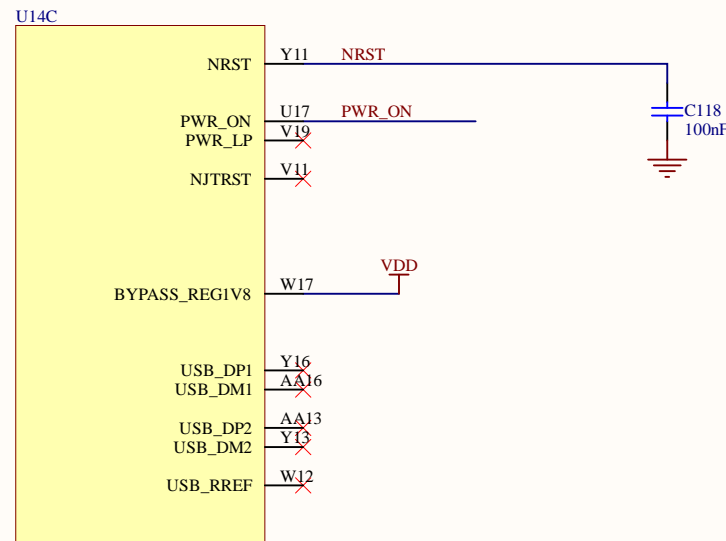 U14C
NRST Y11 NRST
C118
100nF
PWR_ON U17 PWR_ON
PWR_LP V19
NJTRST V11
VDD
BYPASS_REG1V8 W17
USB_DP1 Y16
USB_DM1 AA16
USB_DP2 AA13
USB_DM2 Y13
USB_RREF W12